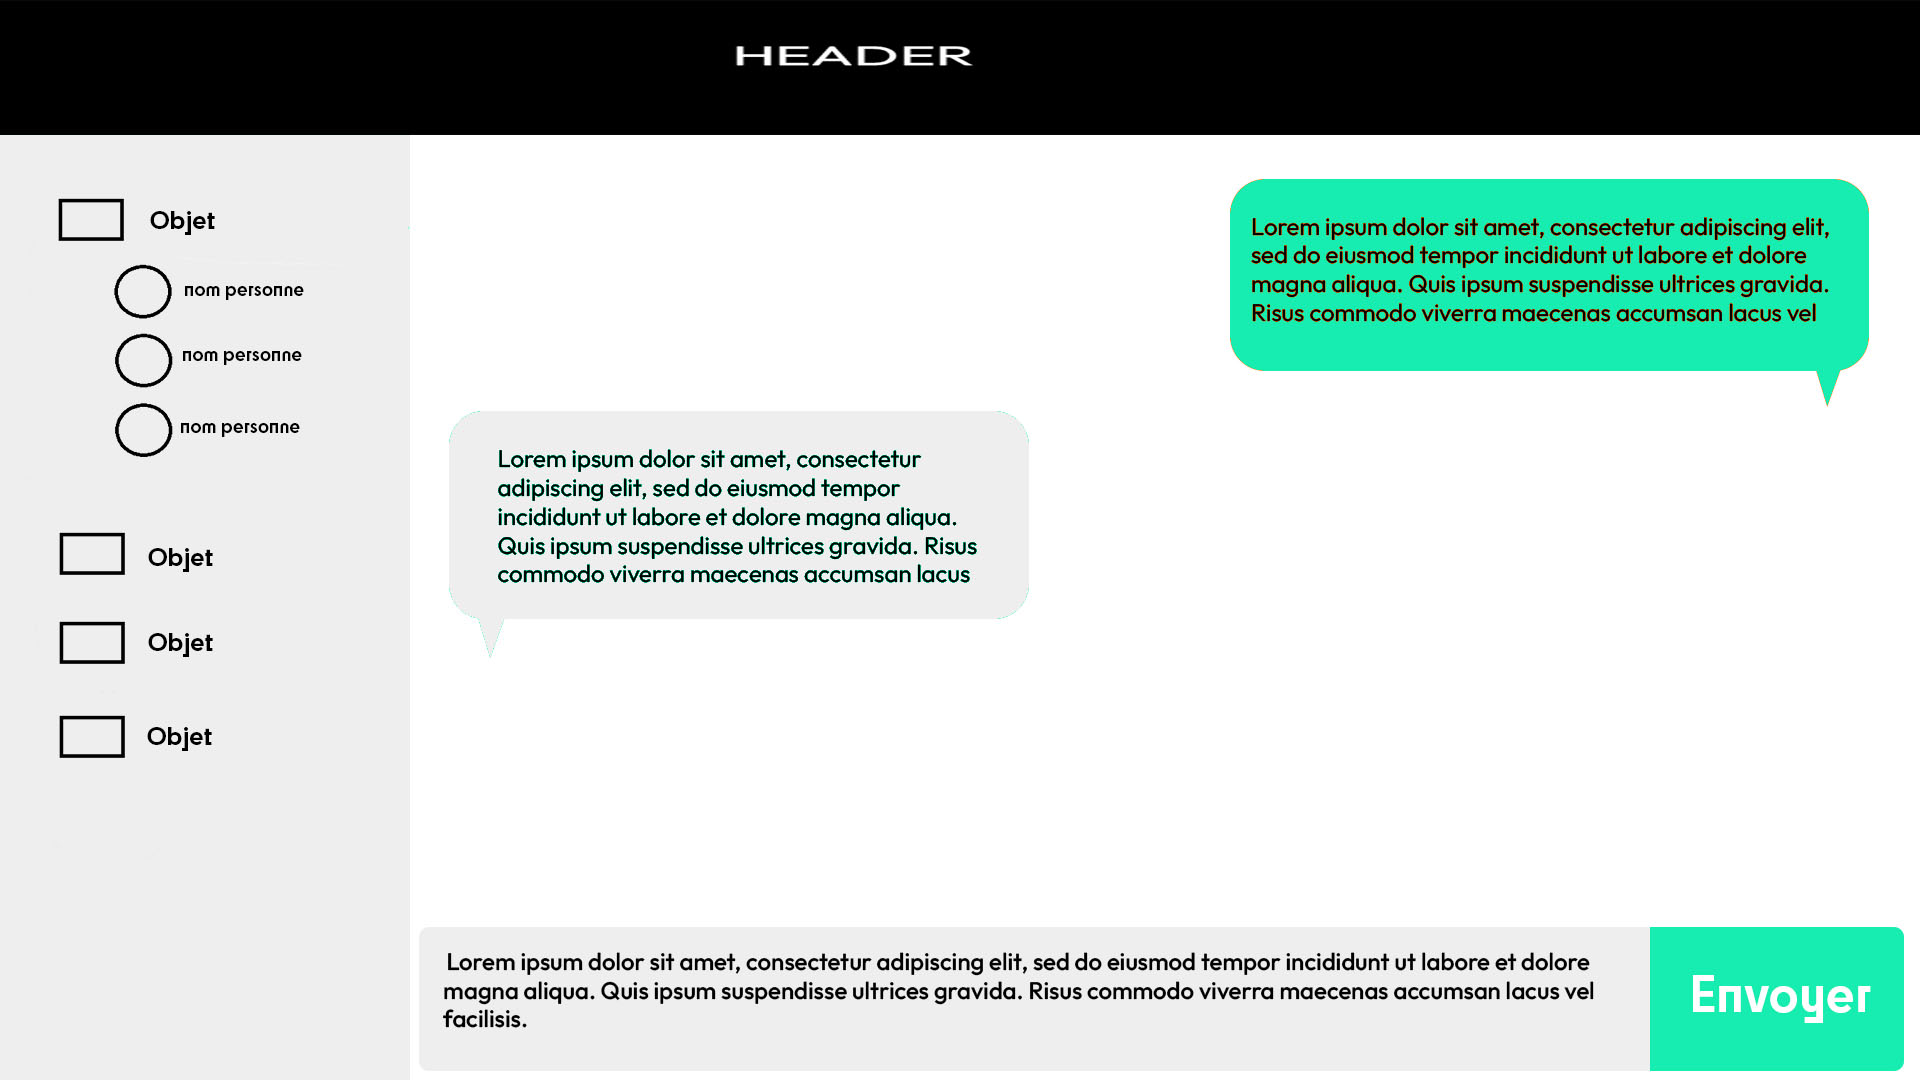 HEADER
Objet
nom personne
nom personne
nom personne
Objet
Objet
Objet
Lorem ipsum dolor sit amet, consectetur adipiscing elit,
sed do eiusmod tempor incididunt ut labore et dolore
magna aliqua. Quis ipsum suspendisse ultrices gravida.
Risus commodo viverra maecenas accumsan lacus vel
Lorem ipsum dolor sit amet, consectetur
adipiscing elit, sed do eiusmod tempor
incididunt ut labore et dolore magna aliqua.
Quis ipsum suspendisse ultrices gravida. Risus
commodo viverra maecenas accumsan lacus
Lorem ipsum dolor sit amet, consectetur adipiscing elit, sed do eiusmod tempor incididunt ut labore et dolore
magna aliqua. Quis ipsum suspendisse ultrices gravida. Risus commodo viverra maecenas accumsan lacus vel
facilisis.
Envoyer